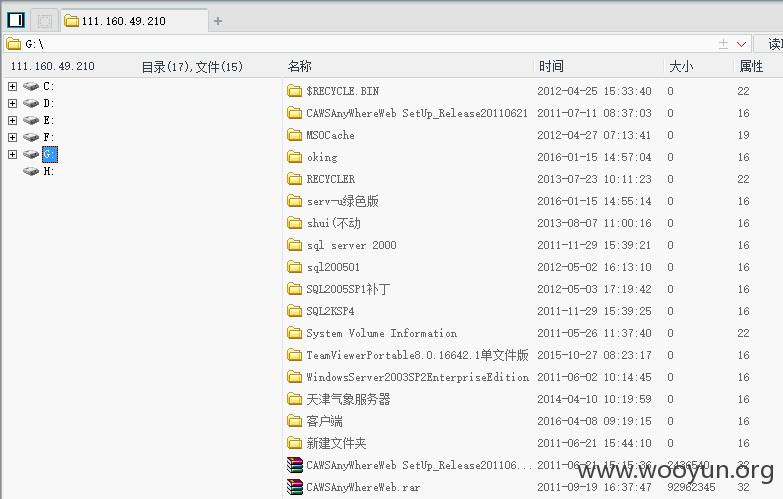 111.160.49.210 +
G:\ 读
111.160.49.210 目录(17),文件(15) 名称 时间 大小 属性
C:
D:
E:
F:
G:
H:
$RECYCLE.BIN 2012-04-25 15:33:40 0 22
CAWSAnyWhereWeb SetUp_Release20110621 2011-07-11 08:37:03 0 16
MSOCache 2012-04-27 07:13:41 0 19
oking 2016-01-15 14:57:04 0 16
RECYCLER 2013-07-23 10:11:23 0 22
serv-u绿色版 2016-01-15 14:55:14 0 16
shui(不动 2013-08-07 11:00:16 0 16
sql server 2000 2011-11-29 15:39:21 0 16
sql200501 2012-05-02 16:13:10 0 16
SQL2005SP1补丁 2012-05-03 17:19:42 0 16
SQL2KSP4 2011-11-29 15:39:25 0 16
System Volume Information 2011-05-26 11:37:40 0 22
TeamViewerPortable8.0.16642.1单文件版 2015-10-27 08:23:17 0 16
WindowsServer2003SP2EnterpriseEdition 2011-06-02 10:14:45 0 16
天津气象服务器 2014-04-10 10:19:59 0 16
客户端 2016-04-08 09:19:15 0 16
新建文件夹 2011-06-21 15:44:10 0 16
CAWSAnyWhereWeb SetUp_Release201106... 2011-06-21 15:15:36 2436540 32
CAWSAnyWhereWeb.rar 2011-09-19 16:37:47 92962345 32
www.wooyun.org